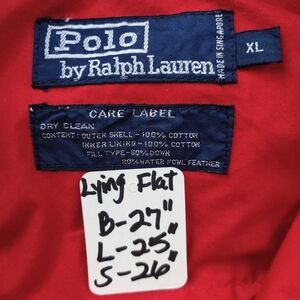 Polo
by Ralph Lauren
MADE IN SINGAPORE
XL
CARE LABEL
DRY CLEAN
CONTENT: OUTER SHELL - 100% COTTON
INNER LINING - 100% COTTON
FILL TYPE - 80% DOWN
20% WATER FOWL FEATHER
Lying Flat
B-27"
L-25"
S-26"